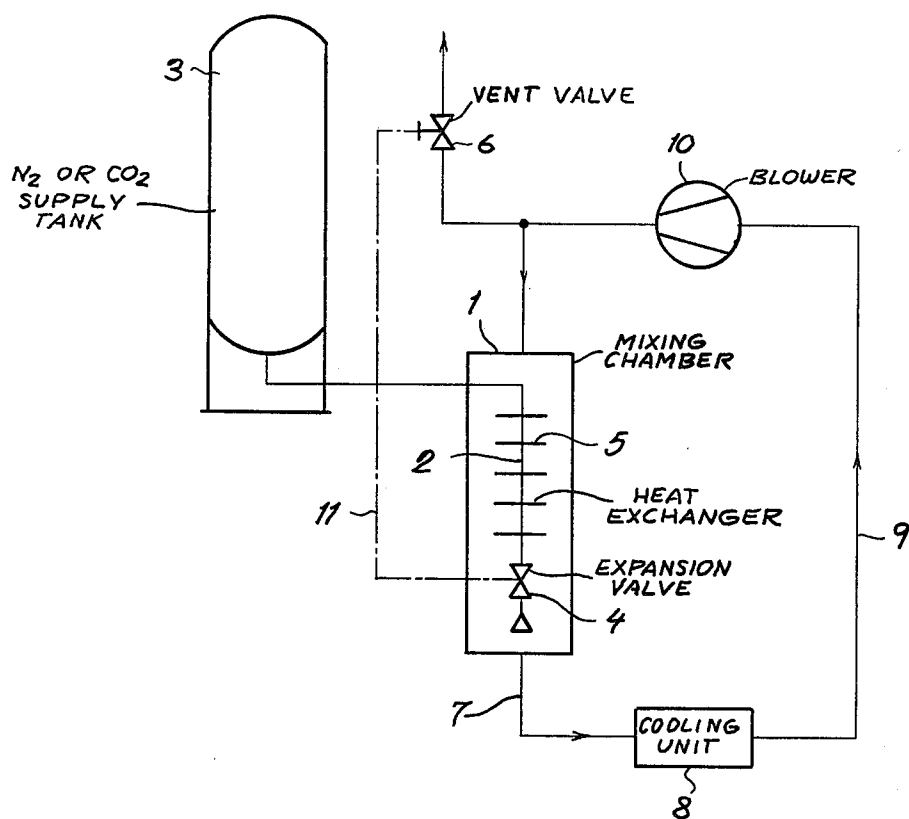 3
VENT VALVE
6
10
BLOWER
N2 OR CO2
SUPPLY
TANK
1
MIXING
CHAMBER
5
2
HEAT
EXCHANGER
11
9
EXPANSION
VALVE
4
7
COOLING
UNIT
8